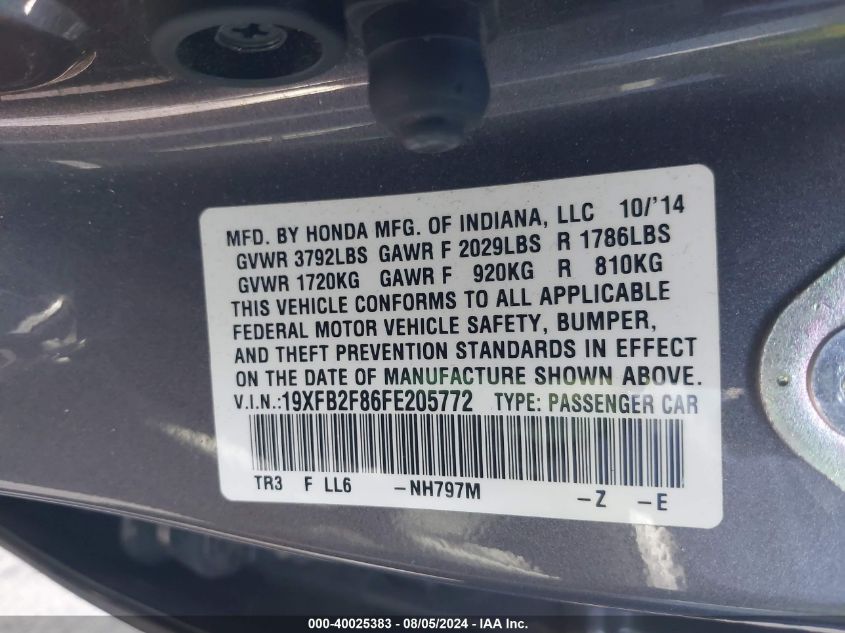 MFD. BY HONDA MFG. OF INDIANA, LLC 10/'14
GVWR 3792LBS GAWR F 2029LBS R 1786LBS
GVWR 1720KG GAWR F 920KG R 810KG
THIS VEHICLE CONFORMS TO ALL APPLICABLE
FEDERAL MOTOR VEHICLE SAFETY, BUMPER,
AND THEFT PREVENTION STANDARDS IN EFFECT
ON THE DATE OF MANUFACTURE SHOWN ABOVE.
V.I.N.:19XFB2F86FE205772 TYPE: PASSENGER CAR
TR3 F LL6 -NH797M -Z -E
000-40025383 - 08/05/2024 - IAA Inc.